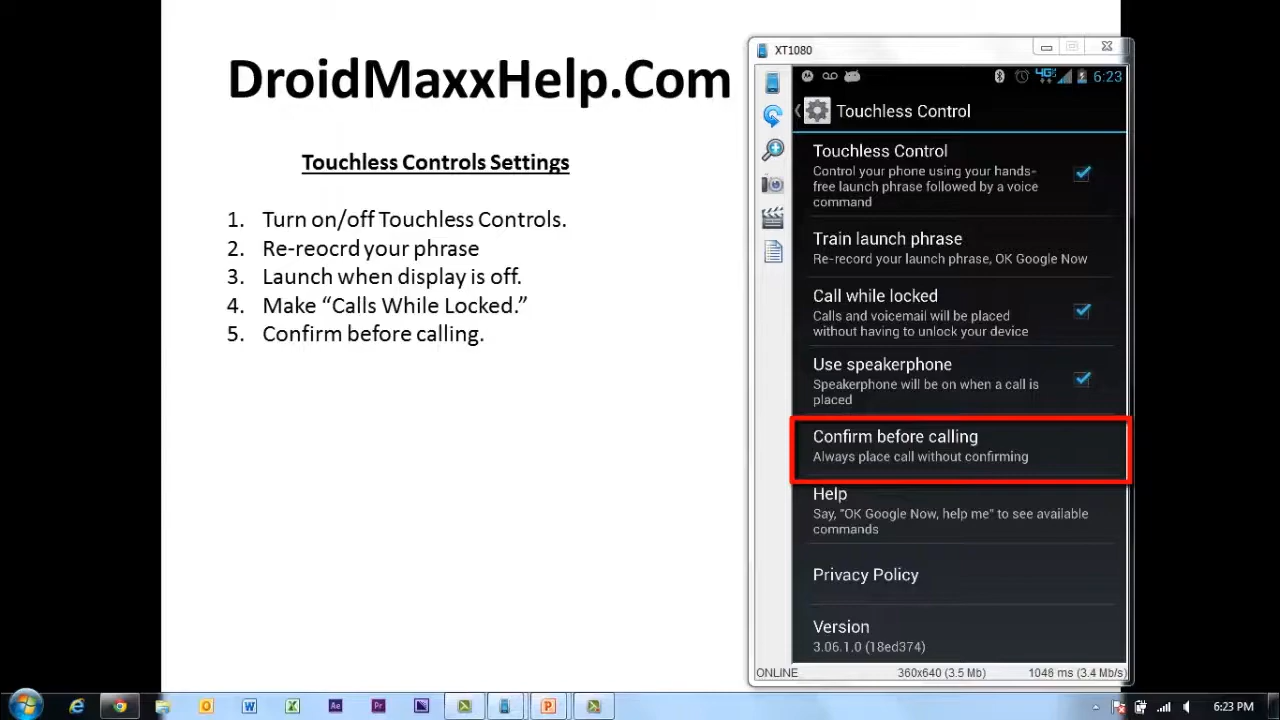 DroidMaxxHelp.Com
Touchless Controls Settings
1. Turn on/off Touchless Controls.
2. Re-reocrd your phrase
3. Launch when display is off.
4. Make “Calls While Locked.”
5. Confirm before calling.
XT1080
4G 6:23
Touchless Control
Touchless Control
Control your phone using your hands-
free launch phrase followed by a voice
command
Train launch phrase
Re-record your launch phrase, OK Google Now
Call while locked
Calls and voicemail will be placed
without having to unlock your device
Use speakerphone
Speakerphone will be on when a call is
placed
Confirm before calling
Always place call without confirming
Help
Say, "OK Google Now, help me" to see available
commands
Privacy Policy
Version
3.06.1.0 (18ed374)
ONLINE 360x640 (3.5 Mb) 1046 ms (3.4 Mb/s)
Ae Pr 6:23 PM